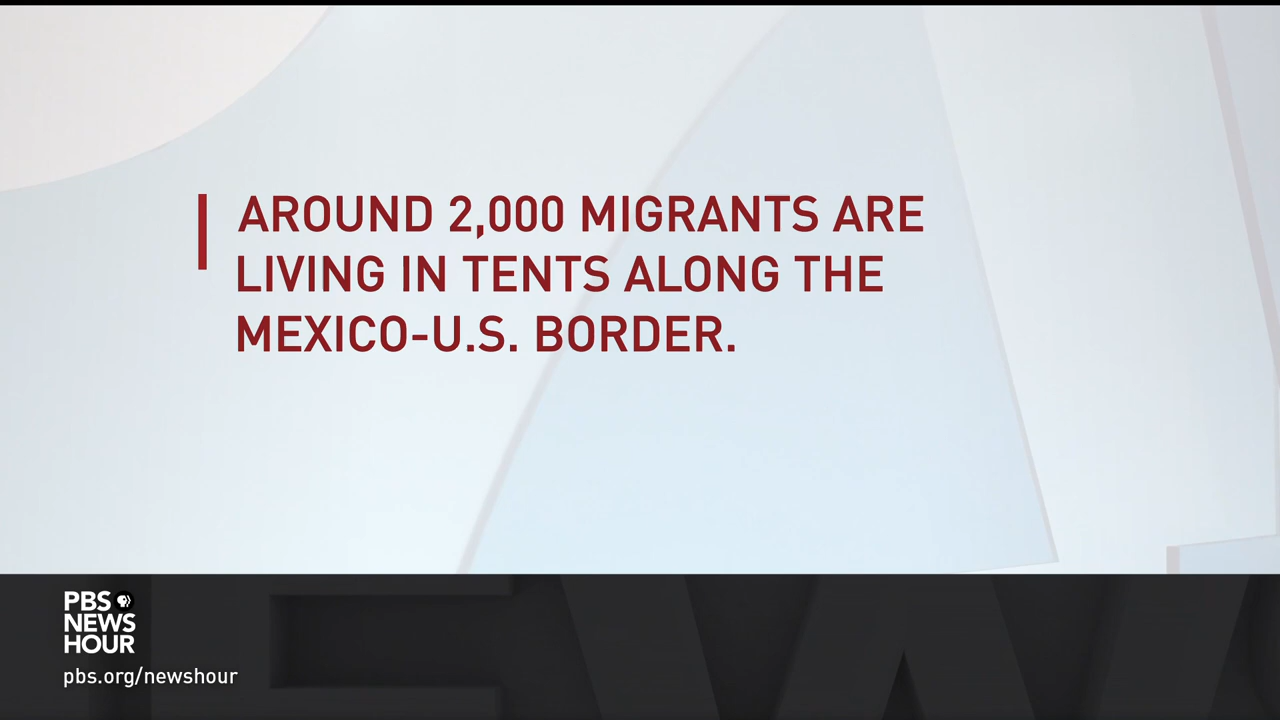 AROUND 2,000 MIGRANTS ARE
LIVING IN TENTS ALONG THE
MEXICO-U.S. BORDER.
PBS
NEWS
HOUR
pbs.org/newshour